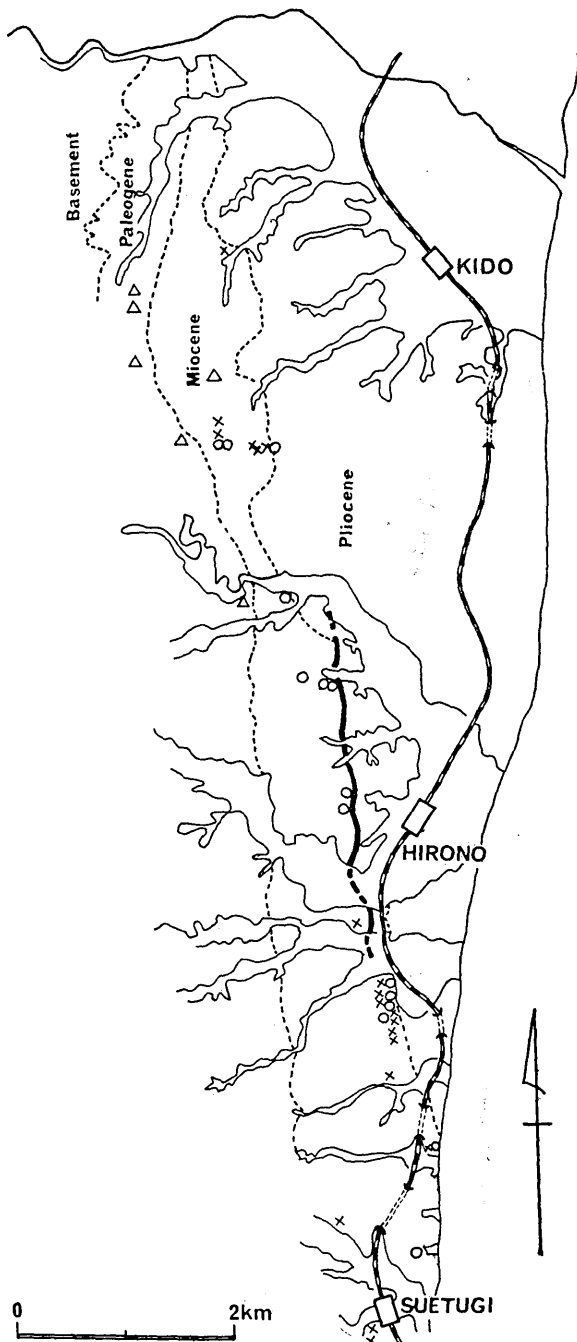 Basement
Paleogene
Miocene
KIDO
Pliocene
HIRONO
SUETUGI
0 2km